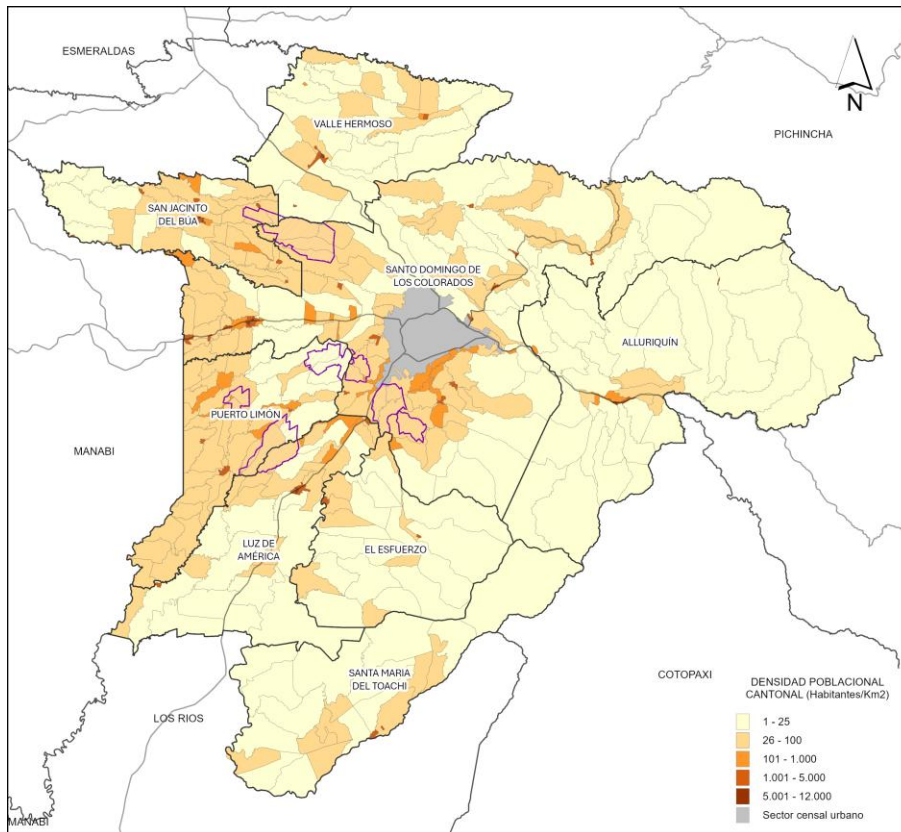 ESMERALDAS
N
PICHINCHA
VALLE HERMOSO
SAN JACINTO
DEL BÚA
SANTO DOMINGO DE
LOS COLORADOS
ALLURIQUÍN
PUERTO LIMÓN
MANABI
LUZ DE
AMÉRICA
EL ESFUERZO
SANTA MARIA
DEL TOACHI
COTOPAXI
LOS RIOS
MANABI
DENSIDAD POBLACIONAL
CANTONAL (Habitantes/Km2)
1 - 25
26 - 100
101 - 1.000
1.001 - 5.000
5.001 - 12.000
Sector censal urbano